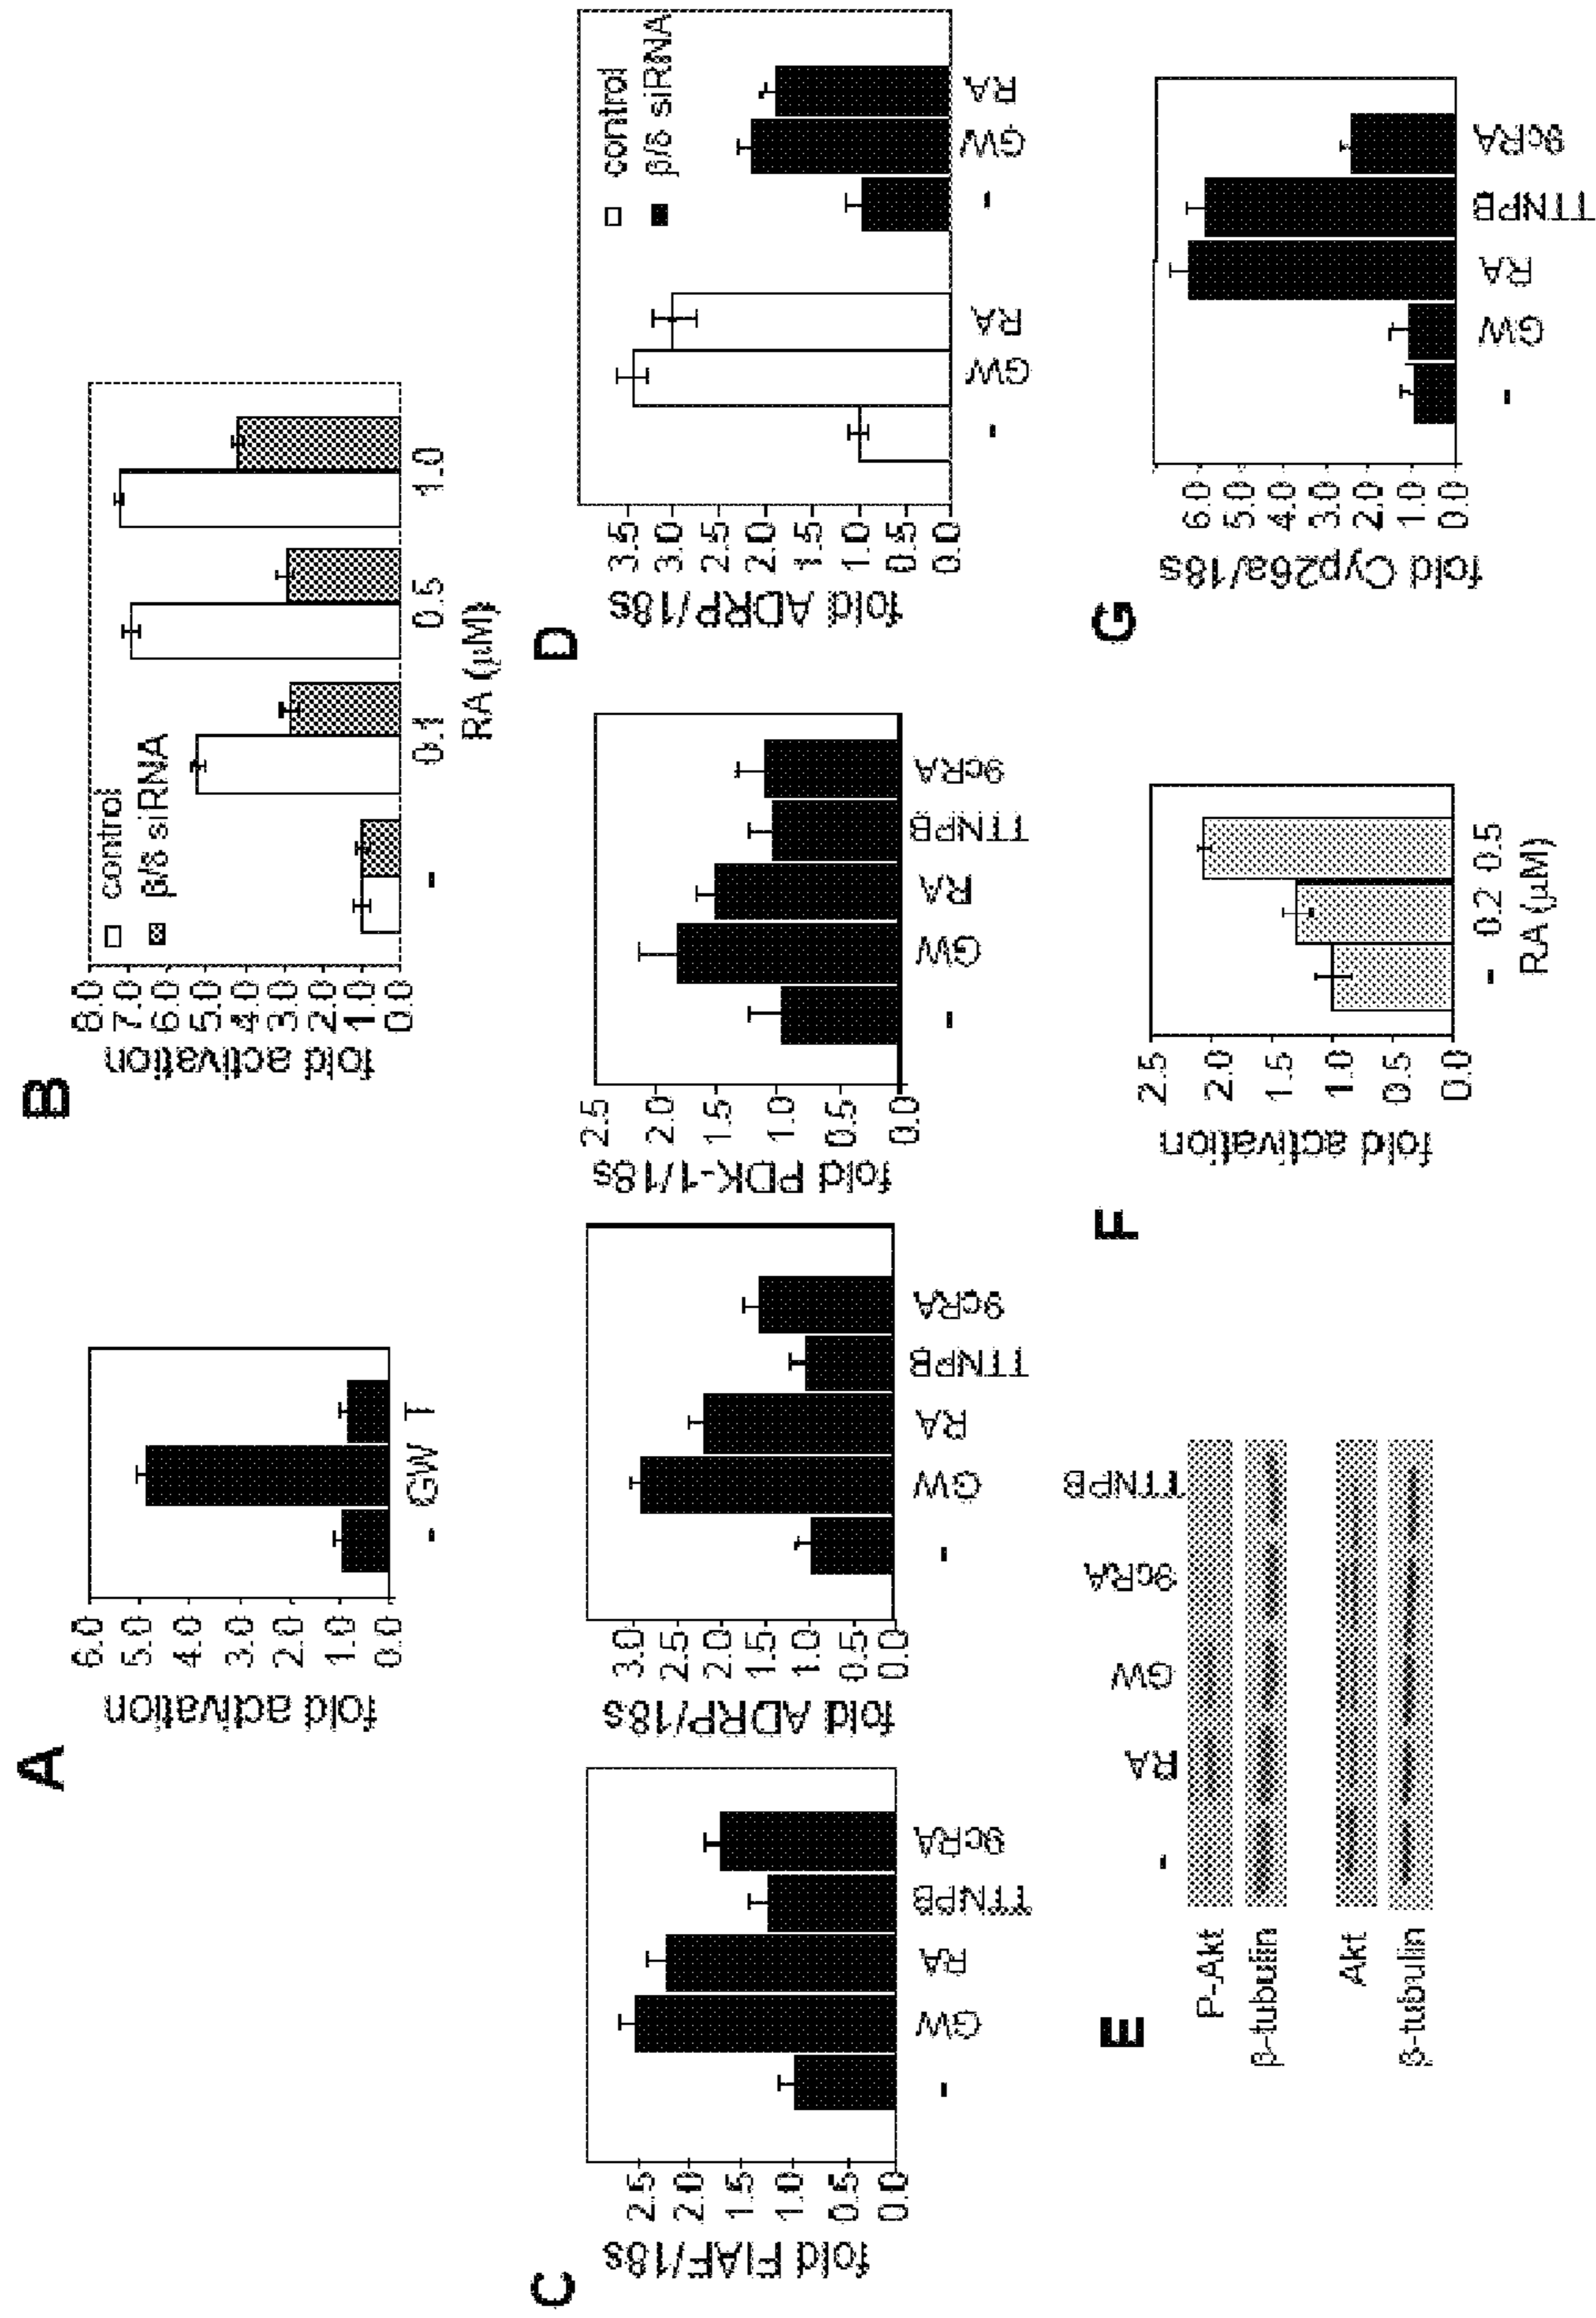 A
fold activation
6.0
5.0
4.0
3.0
2.0
1.0
0.0
- GW T
B
fold activation
8.0
7.0
6.0
5.0
4.0
3.0
2.0
1.0
0.0
control
β/δ siRNA
- 0.1 0.5 1.0
RA (µM)
C
fold FIAF/18s
2.5
2.0
1.5
1.0
0.5
0.0
- GW RA TTNPB 9cRA
fold ADRP/18s
3.0
2.5
2.0
1.5
1.0
0.5
0.0
- GW RA TTNPB 9cRA
fold PDK-1/18s
2.5
2.0
1.5
1.0
0.5
0.0
- GW RA TTNPB 9cRA
D
fold ADRP/18s
3.5
3.0
2.5
2.0
1.5
1.0
0.5
0.0
control
β/δ siRNA
- GW RA - GW RA
E
- RA GW 9cRA TTNPB
P-Akt
β-tubulin
Akt
β-tubulin
F
fold activation
2.5
2.0
1.5
1.0
0.5
0.0
- 0.2 0.5
RA (µM)
G
fold Cyp26a/18s
6.0
5.0
4.0
3.0
2.0
1.0
0.0
- GW RA TTNPB 9cRA